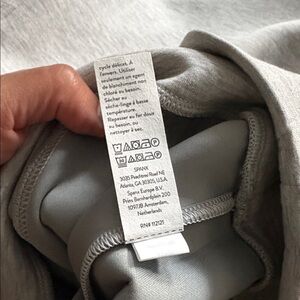 cycle délicat. À
l'envers. Utiliser
seulement un agent
de blanchiment non
chloré au besoin.
Sécher au
sèche-linge à basse
température.
Repasser au fer doux
au besoin, ou
nettoyer à sec.
SPANX
3035 Peachtree Road NE
Atlanta, GA 30305, U.S.A.
Spanx Europe B.V.
Prins Bernhardplein 200
1097JB Amsterdam,
Netherlands
RN# 112121